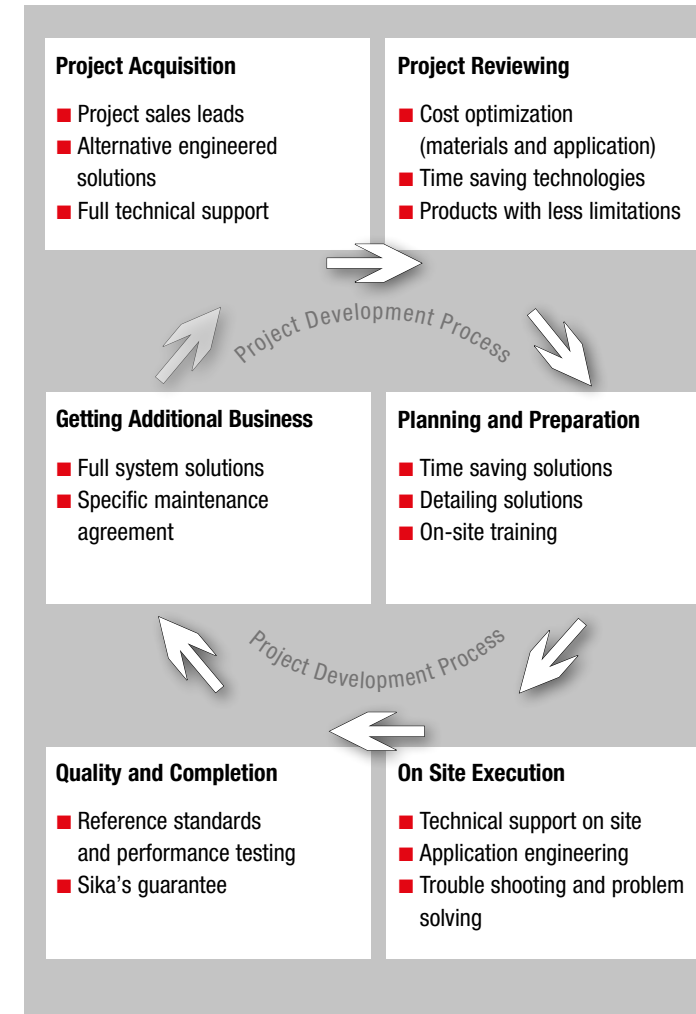 Project Acquisition
■ Project sales leads
■ Alternative engineered
solutions
■ Full technical support
Project Reviewing
■ Cost optimization
(materials and application)
■ Time saving technologies
■ Products with less limitations
Project Development Process
Getting Additional Business
■ Full system solutions
■ Specific maintenance
agreement
Planning and Preparation
■ Time saving solutions
■ Detailing solutions
■ On-site training
Project Development Process
Quality and Completion
■ Reference standards
and performance testing
■ Sika’s guarantee
On Site Execution
■ Technical support on site
■ Application engineering
■ Trouble shooting and problem
solving